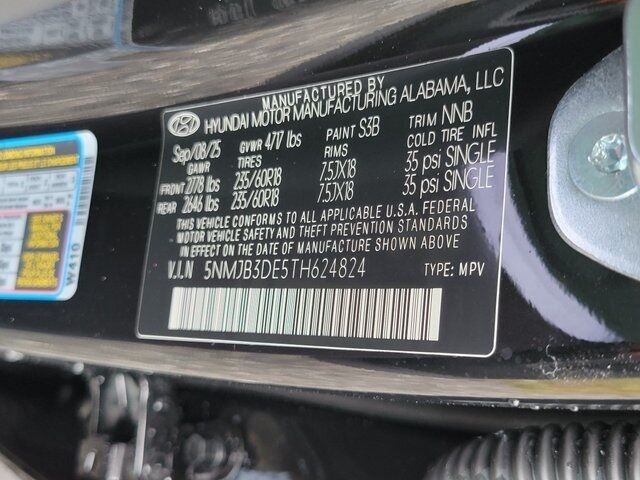 MANUFACTURED BY
HYUNDAI MOTOR MANUFACTURING ALABAMA, LLC
Sep/08/25 GVWR 4717 lbs PAINT S3B TRIM NNB
GAWR TIRES RIMS COLD TIRE INFL
FRONT 2778 lbs 235/60R18 7.5JX18 35 psi SINGLE
REAR 2646 lbs 235/60R18 7.5JX18 35 psi SINGLE
THIS VEHICLE CONFORMS TO ALL APPLICABLE U.S.A. FEDERAL
MOTOR VEHICLE SAFETY, BUMPER, AND THEFT PREVENTION
STANDARDS IN EFFECT ON THE DATE OF MANUFACTURE SHOWN ABOVE.
V.I.N 5NMJB3DE5TH624824 TYPE: MPV
W410